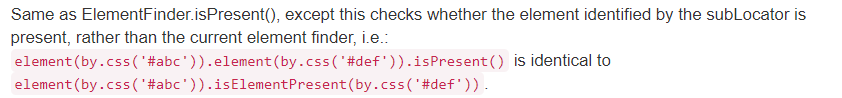 Same as ElementFinder.isPresent(), except this checks whether the element identified by the subLocator is
present, rather than the current element finder, i.e.:
element(by.css('#abc')).element(by.css('#def')).isPresent() is identical to
element(by.css('#abc')).isElementPresent(by.css('#def')) .